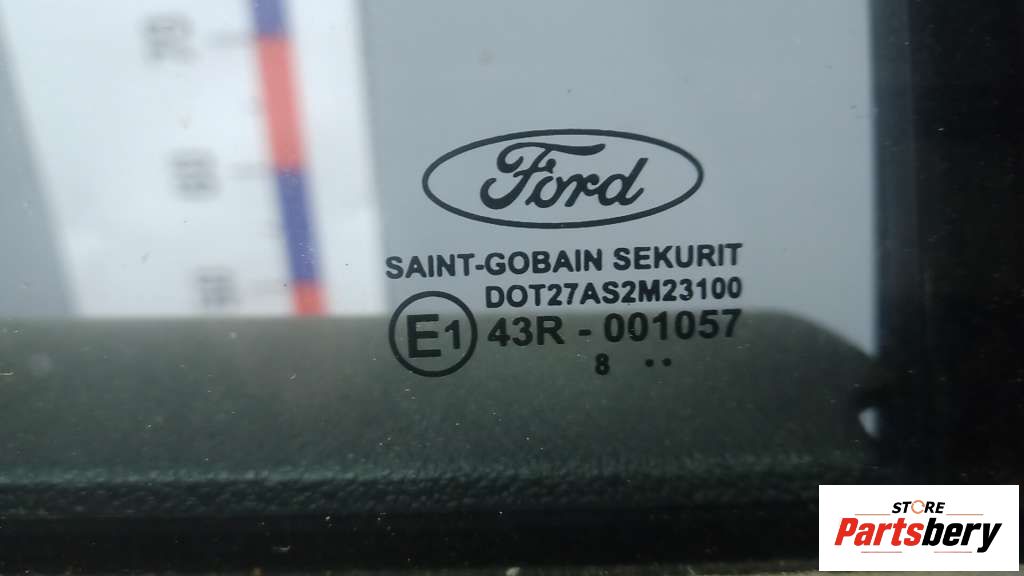 Ford
SAINT-GOBAIN SEKURIT
DOT27AS2M23100
E1 43R - 001057
8 ..
STORE
Partsbery